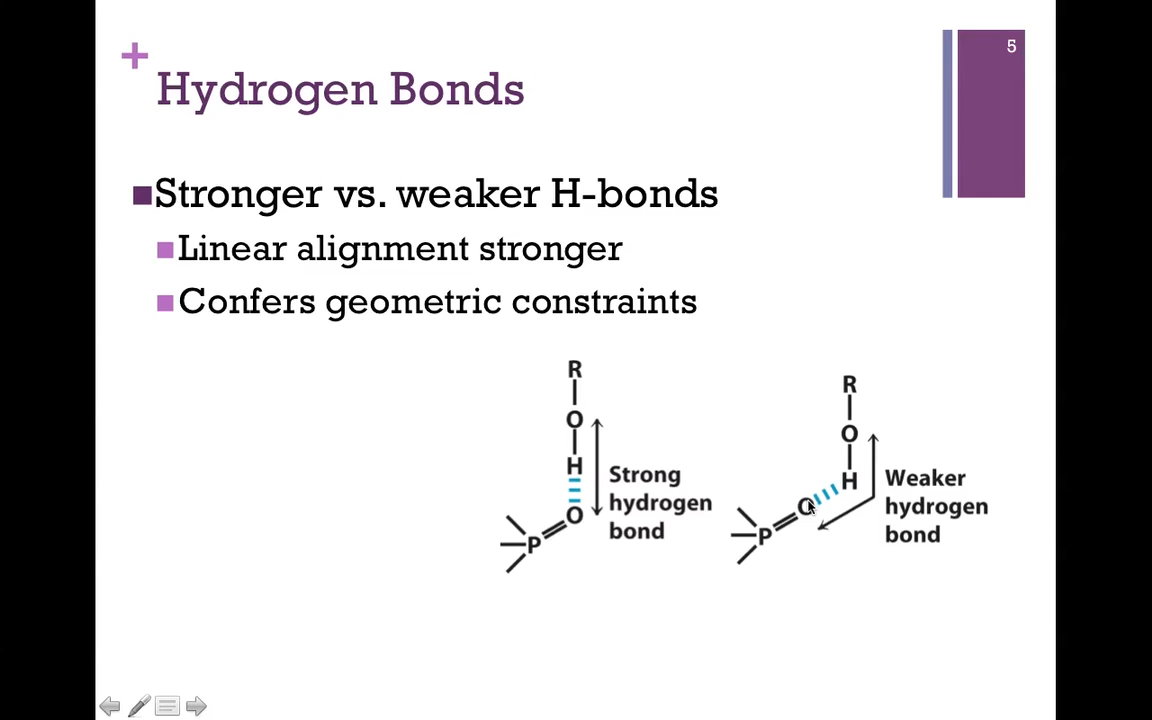 5
+
Hydrogen Bonds
Stronger vs. weaker H-bonds
Linear alignment stronger
Confers geometric constraints
R
O
H
O
P
Strong
hydrogen
bond
R
O
H
O
P
Weaker
hydrogen
bond